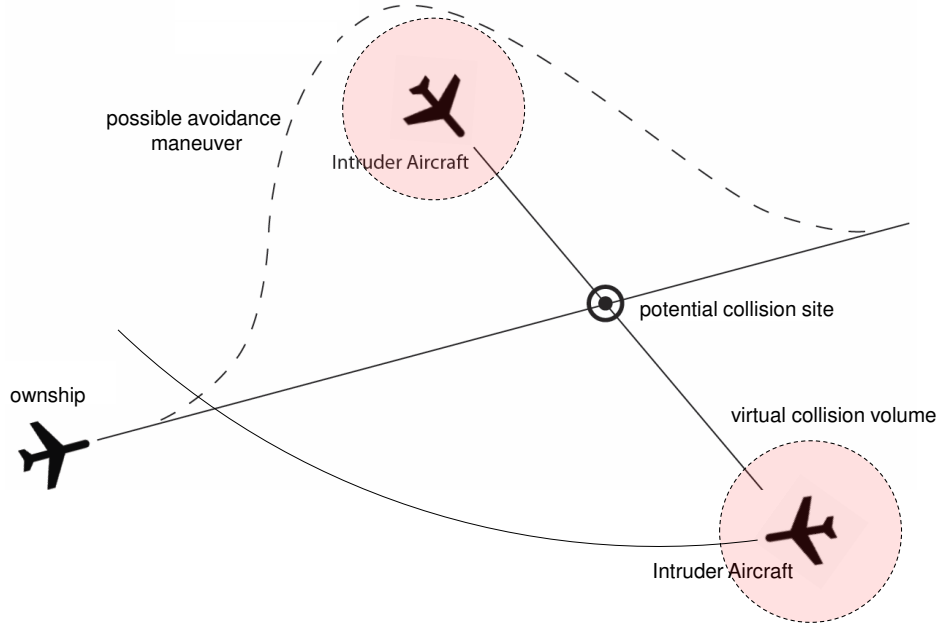 possible avoidance
maneuver
Intruder Aircraft
potential collision site
ownship
virtual collision volume
Intruder Aircraft